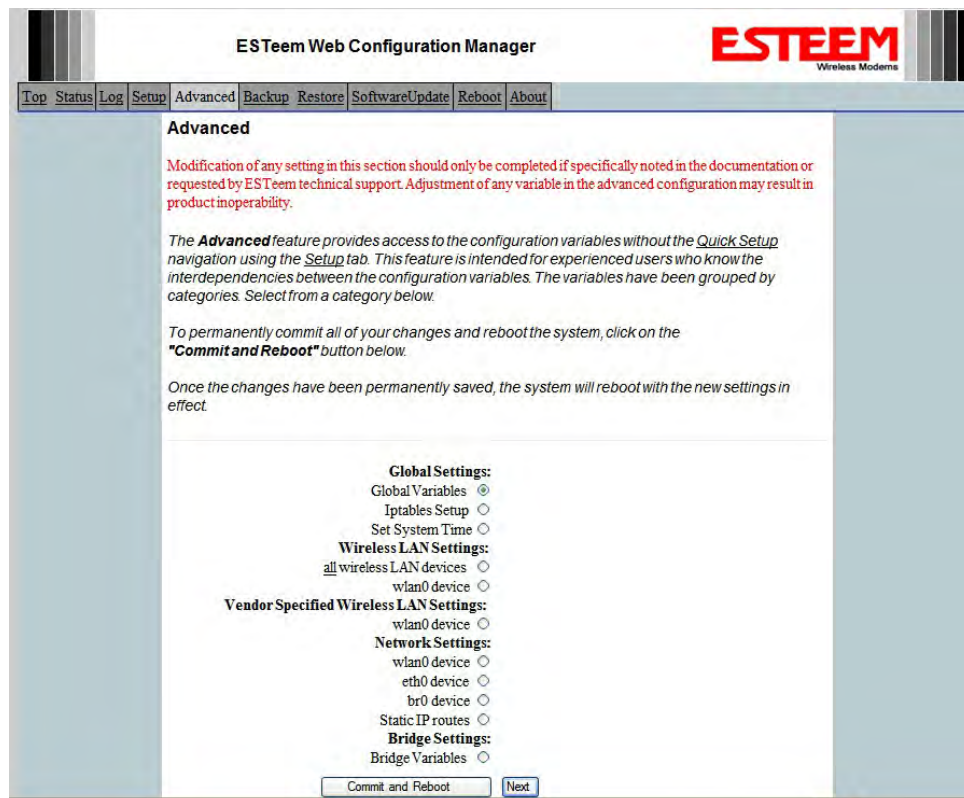 ESTeem Web Configuration Manager
ESTEEM
Wireless Modems
Top Status Log Setup Advanced Backup Restore SoftwareUpdate Reboot About
Advanced
Modification of any setting in this section should only be completed if specifically noted in the documentation or
requested by ESTeem technical support. Adjustment of any variable in the advanced configuration may result in
product inoperability.
The Advanced feature provides access to the configuration variables without the Quick Setup
navigation using the Setup tab. This feature is intended for experienced users who know the
interdependencies between the configuration variables. The variables have been grouped by
categories. Select from a category below.
To permanently commit all of your changes and reboot the system, click on the
"Commit and Reboot" button below.
Once the changes have been permanently saved, the system will reboot with the new settings in
effect.
Global Settings:
Global Variables
Iptables Setup
Set System Time
Wireless LAN Settings:
all wireless LAN devices
wlan0 device
Vendor Specified Wireless LAN Settings:
wlan0 device
Network Settings:
wlan0 device
eth0 device
br0 device
Static IP routes
Bridge Settings:
Bridge Variables
Commit and Reboot Next